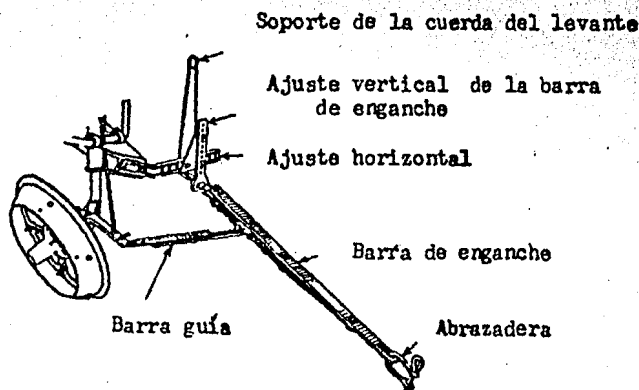 Soporte de la cuerda del levante
Ajuste vertical de la barra
de enganche
Ajuste horizontal
Barra de enganche
Barra guía
Abrazadera